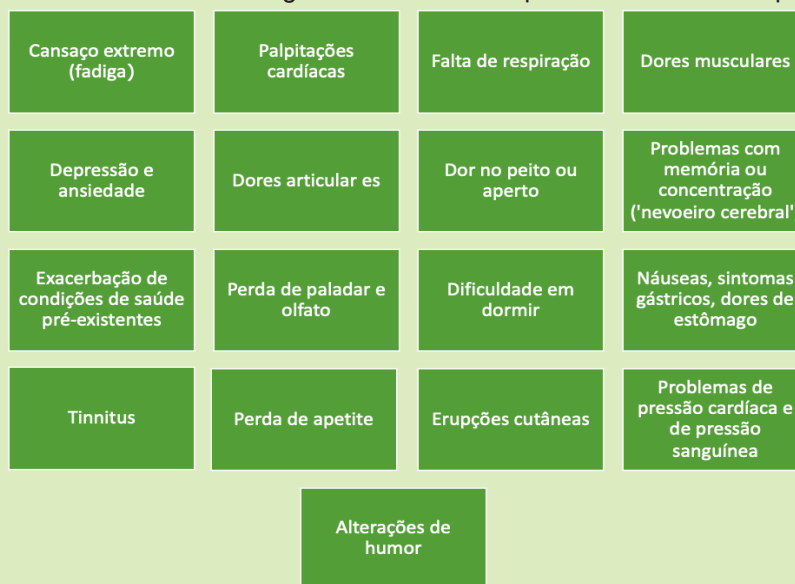 Cansaço extremo
(fadiga)
Palpitações
cardíacas
Falta de respiração
Dores musculares
Depressão e
ansiedade
Dores articular es
Dor no peito ou
aperto
Problemas com
memória ou
concentração
('nevoeiro cerebral'
Exacerbação de
condições de saúde
pré-existentes
Perda de paladar e
olfato
Dificuldade em
dormir
Náuseas, sintomas
gástricos, dores de
estômago
Tinnitus
Perda de apetite
Erupções cutâneas
Problemas de
pressão cardíaca e
de pressão
sanguínea
Alterações de
humor